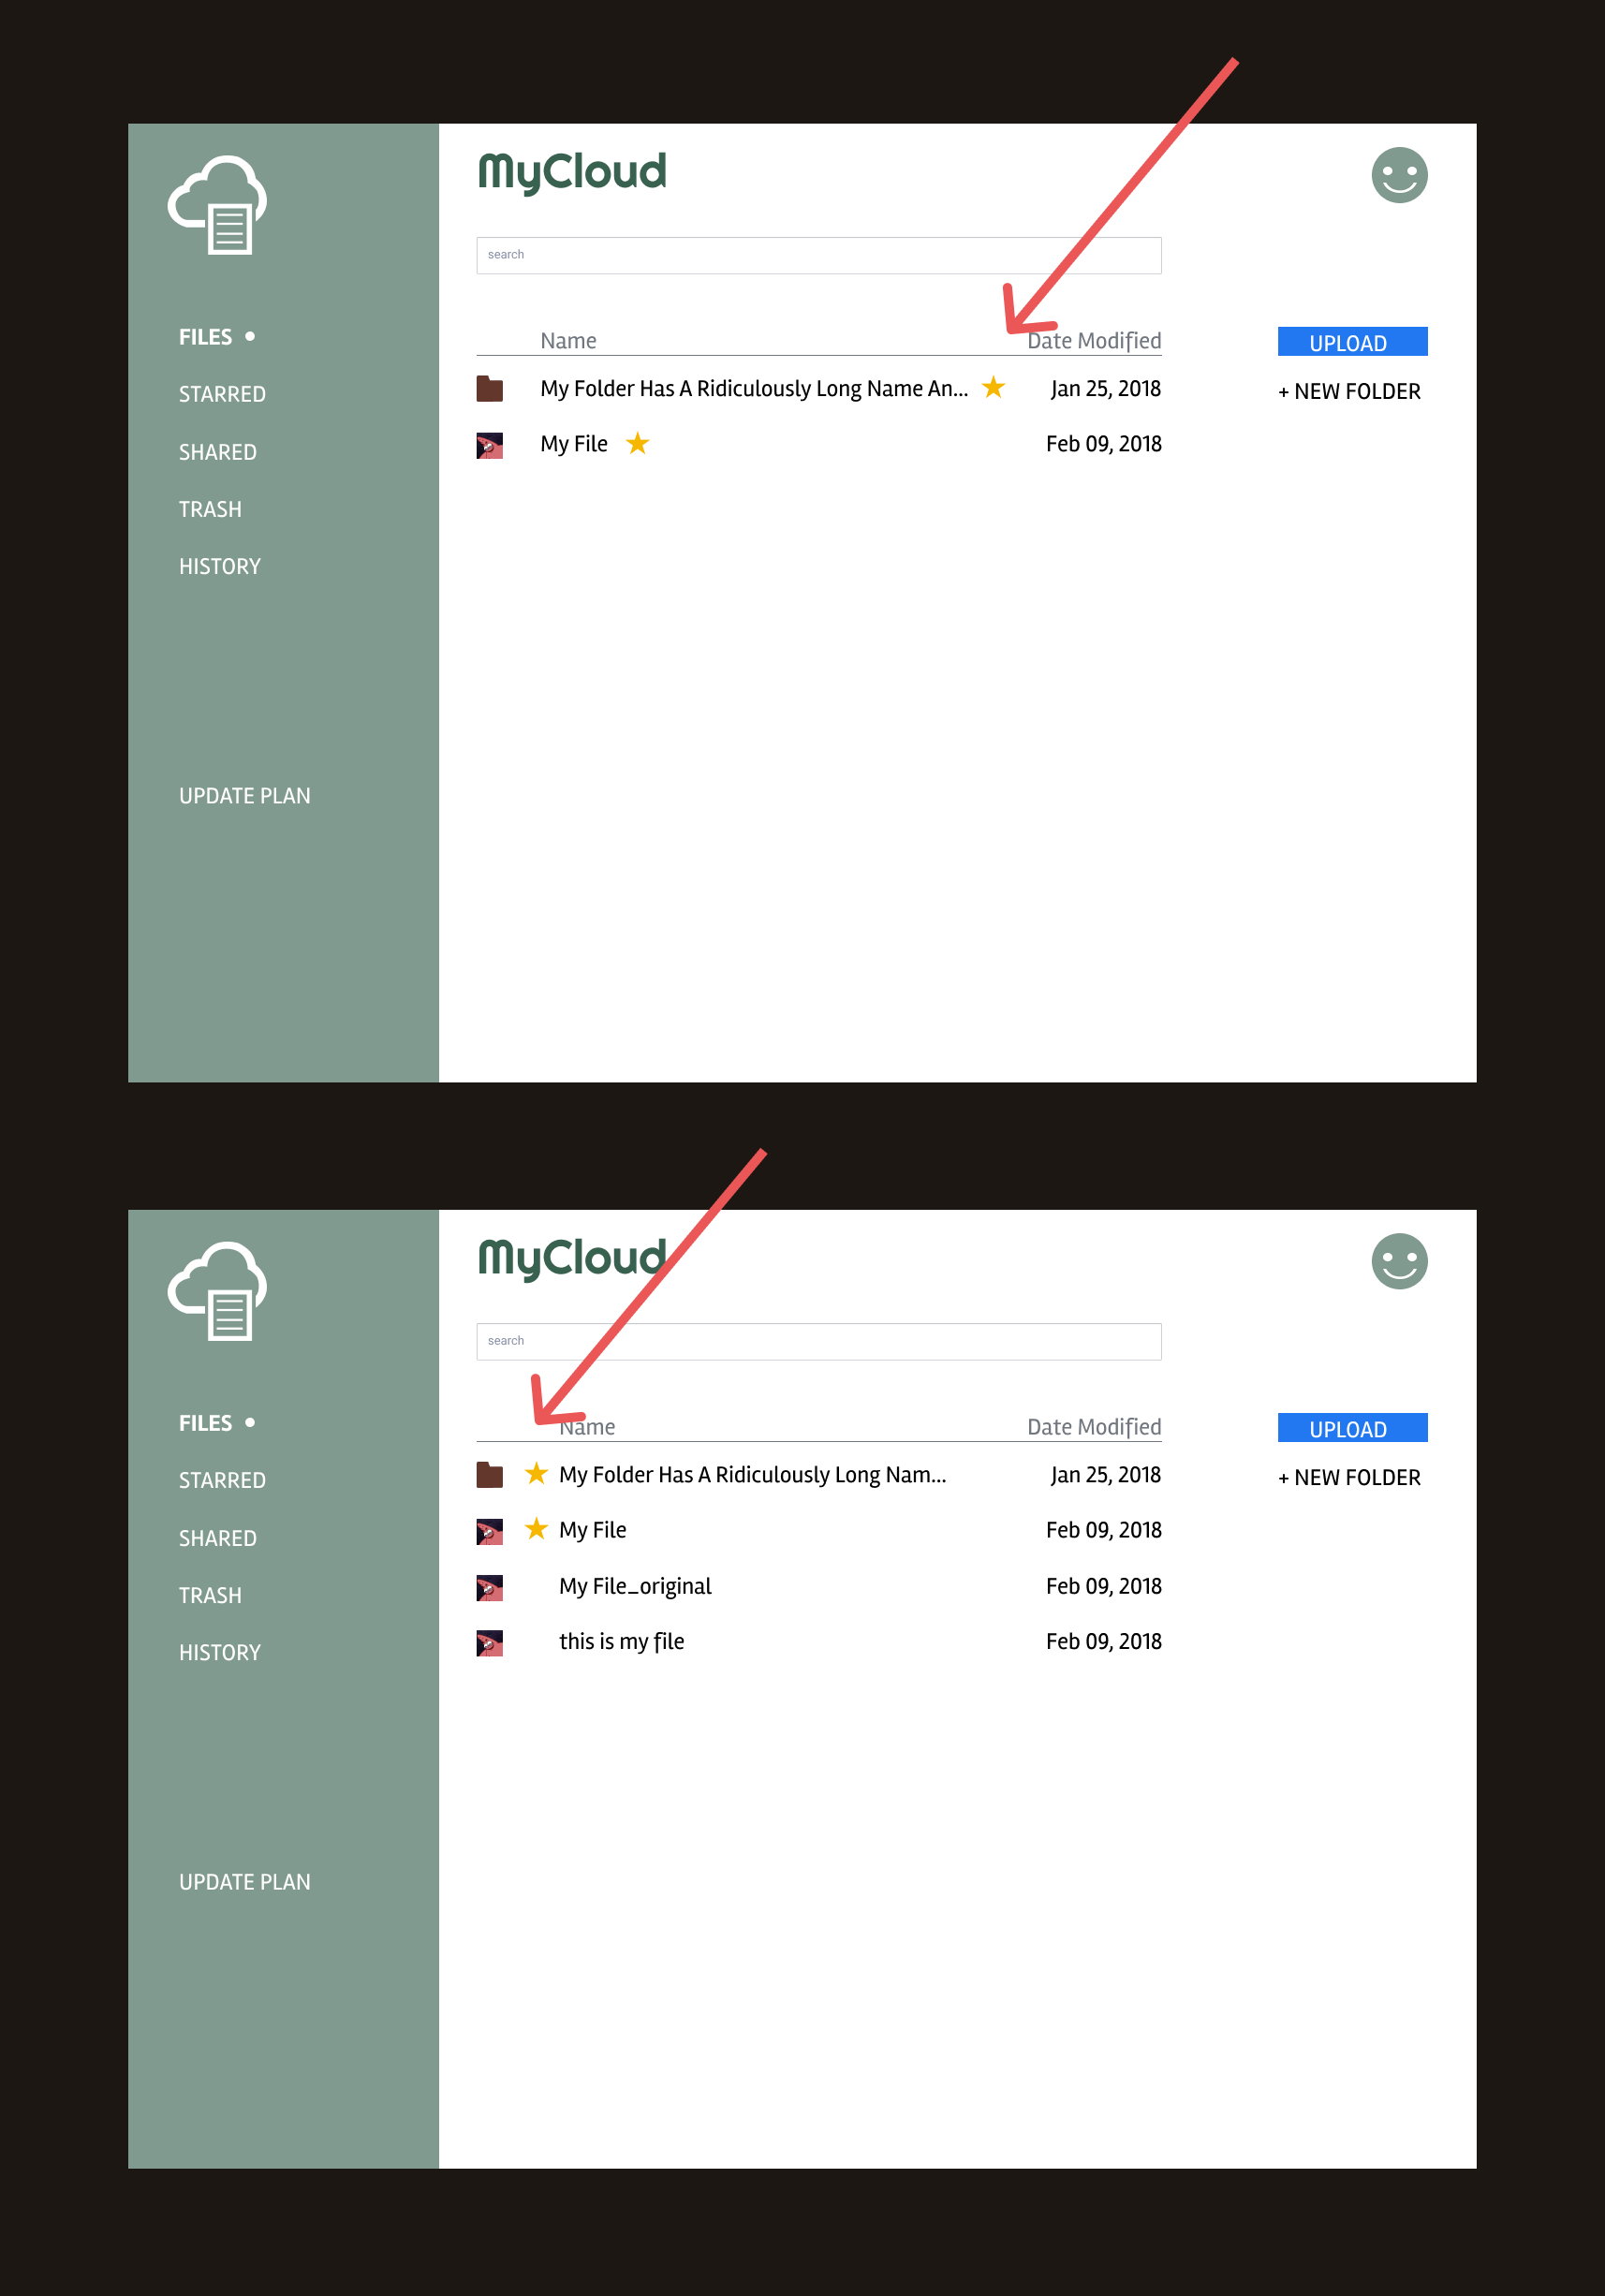 MyCloud
search
FILES
Name Date Modified UPLOAD
My Folder Has A Ridiculously Long Name An... Jan 25, 2018 + NEW FOLDER
STARRED
My File Feb 09, 2018
SHARED
TRASH
HISTORY
UPDATE PLAN
MyCloud
search
FILES
Name Date Modified UPLOAD
My Folder Has A Ridiculously Long Nam... Jan 25, 2018 + NEW FOLDER
STARRED
My File Feb 09, 2018
SHARED
My File_original Feb 09, 2018
TRASH
this is my file Feb 09, 2018
HISTORY
UPDATE PLAN